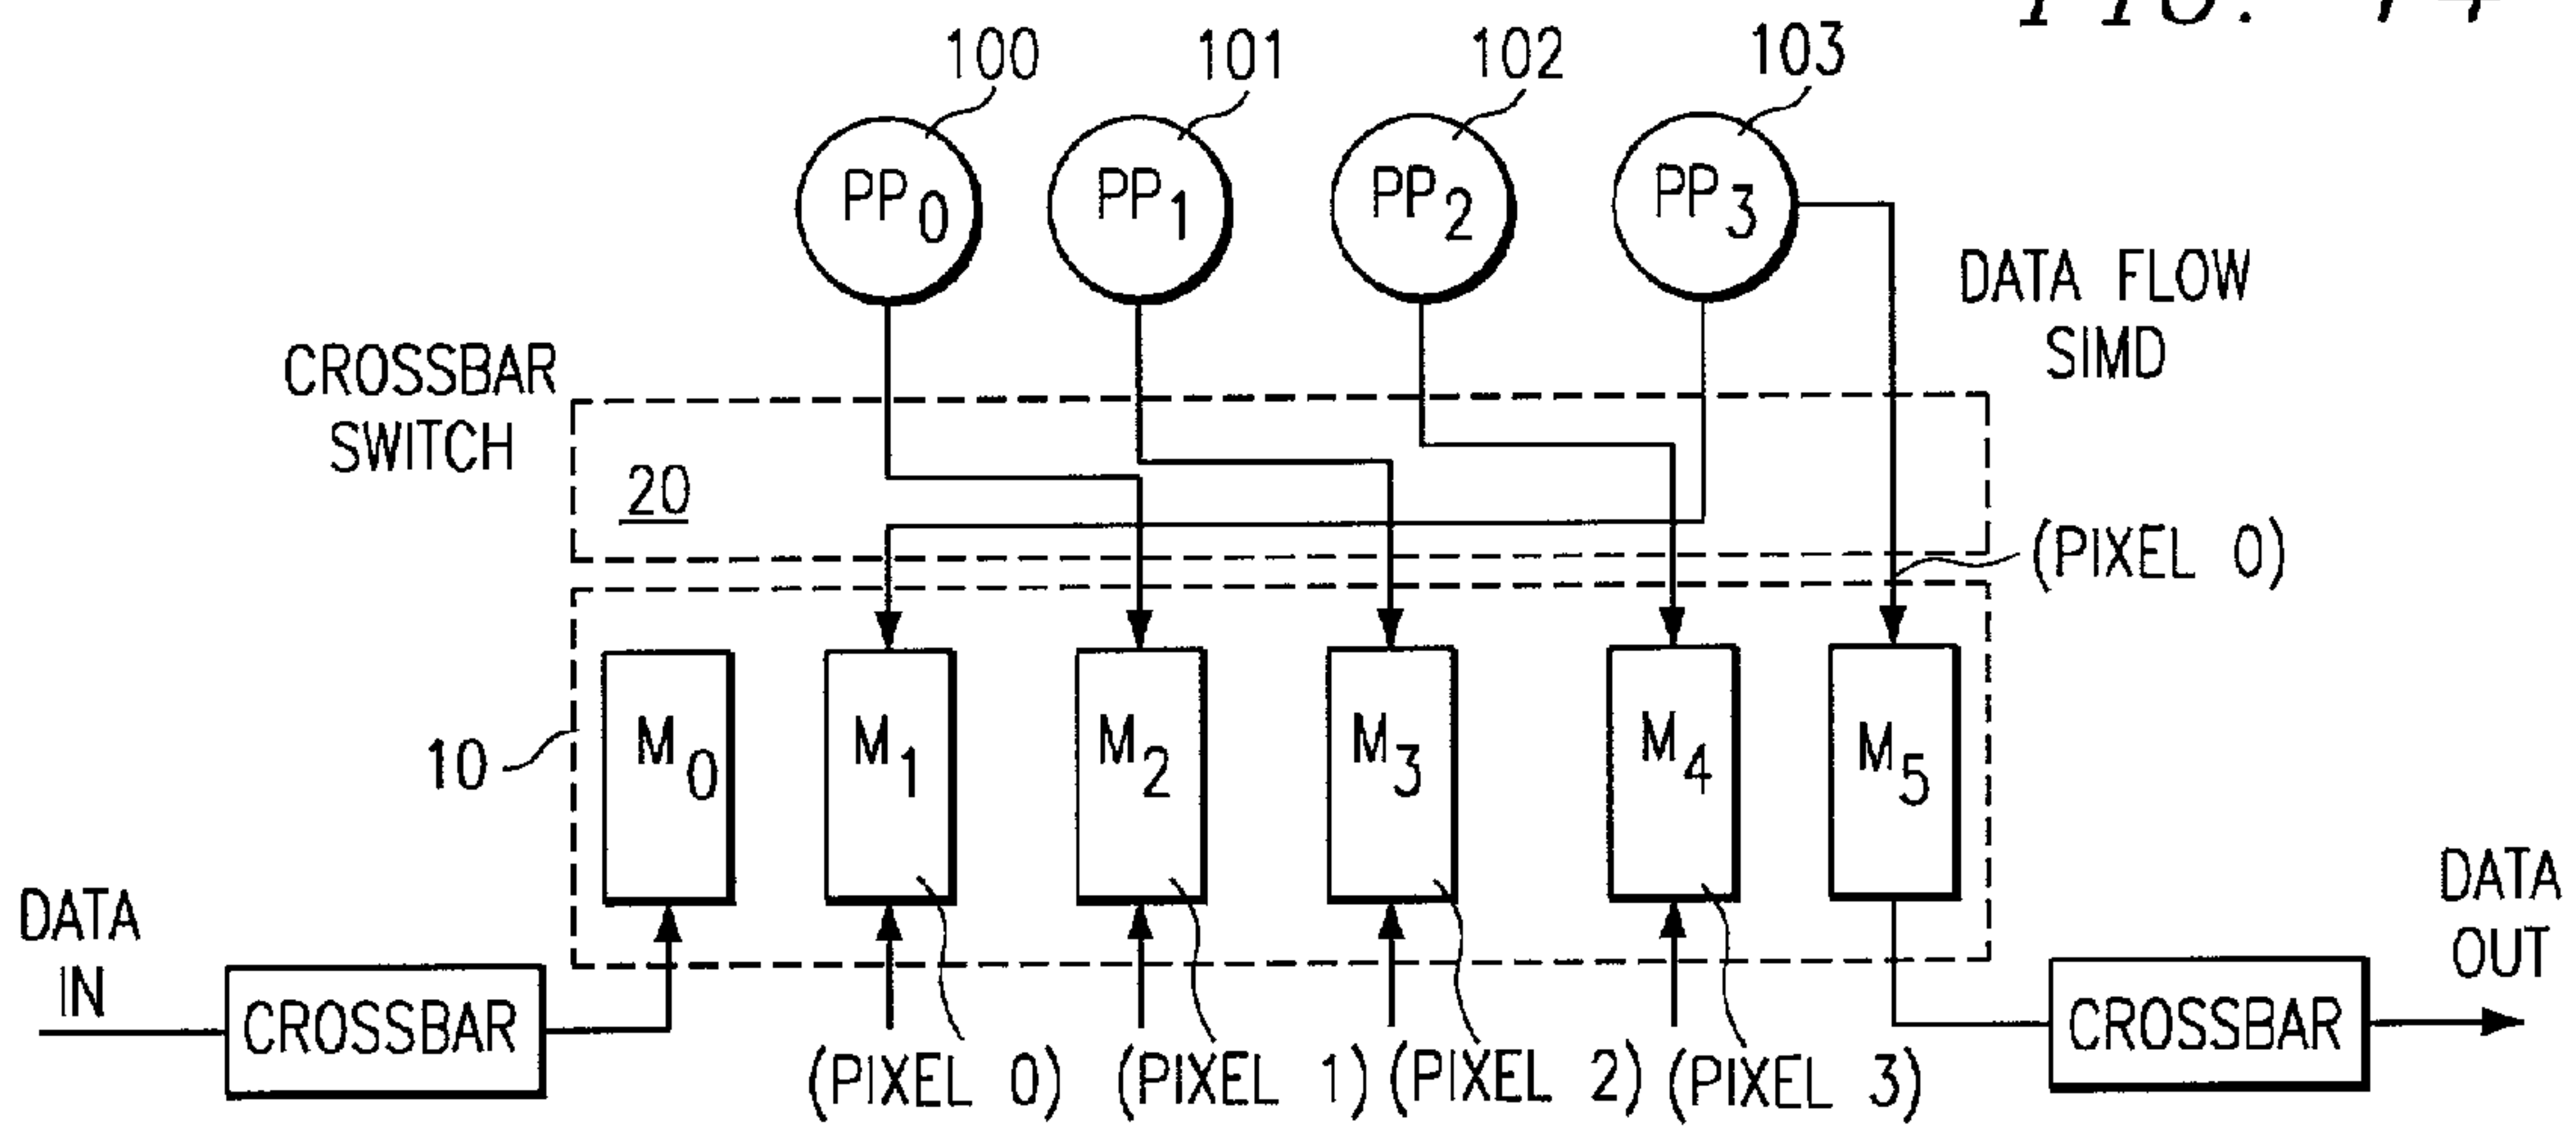 100
101
102
103
PP0
PP1
PP2
PP3
DATA FLOW
SIMD
CROSSBAR
SWITCH
20
(PIXEL 0)
10
M0
M1
M2
M3
M4
M5
DATA
IN
CROSSBAR
(PIXEL 0)
(PIXEL 1)
(PIXEL 2)
(PIXEL 3)
CROSSBAR
DATA
OUT